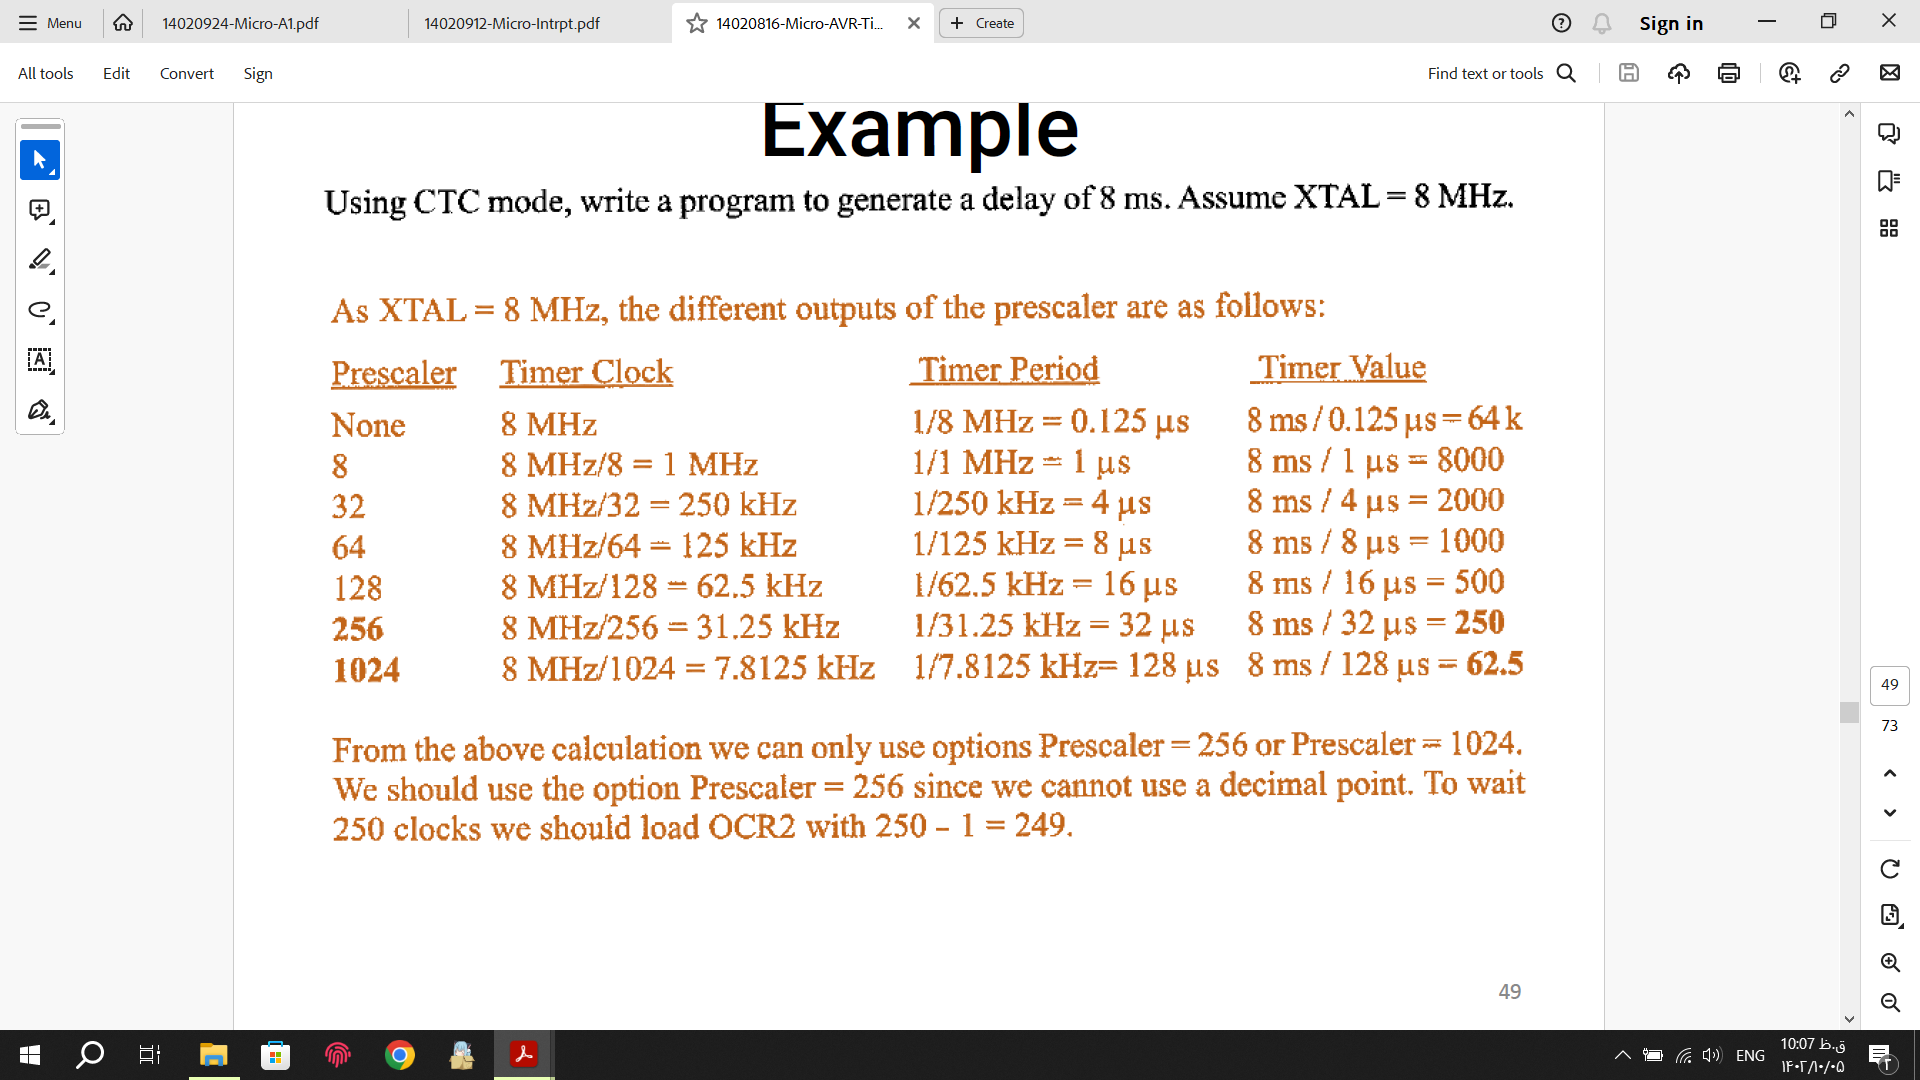 Menu
14020924-Micro-A1.pdf
14020912-Micro-Intrpt.pdf
14020816-Micro-AVR-Ti...
Create
Sign in
All tools
Edit
Convert
Sign
Find text or tools
Example
Using CTC mode, write a program to generate a delay of 8 ms. Assume XTAL = 8 MHz.
As XTAL = 8 MHz, the different outputs of the prescaler are as follows:
Prescaler Timer Clock Timer Period Timer Value
None 8 MHz 1/8 MHz = 0.125 µs 8 ms / 0.125 µs = 64 k
8 8 MHz/8 = 1 MHz 1/1 MHz = 1 µs 8 ms / 1 µs = 8000
32 8 MHz/32 = 250 kHz 1/250 kHz = 4 µs 8 ms / 4 µs = 2000
64 8 MHz/64 = 125 kHz 1/125 kHz = 8 µs 8 ms / 8 µs = 1000
128 8 MHz/128 = 62.5 kHz 1/62.5 kHz = 16 µs 8 ms / 16 µs = 500
256 8 MHz/256 = 31.25 kHz 1/31.25 kHz = 32 µs 8 ms / 32 µs = 250
1024 8 MHz/1024 = 7.8125 kHz 1/7.8125 kHz= 128 µs 8 ms / 128 µs = 62.5
From the above calculation we can only use options Prescaler = 256 or Prescaler = 1024.
We should use the option Prescaler = 256 since we cannot use a decimal point. To wait
250 clocks we should load OCR2 with 250 – 1 = 249.
49
49
73
ENG
10:07 ق.ظ
۱۴۰۲/۱۰/۰۵
۲